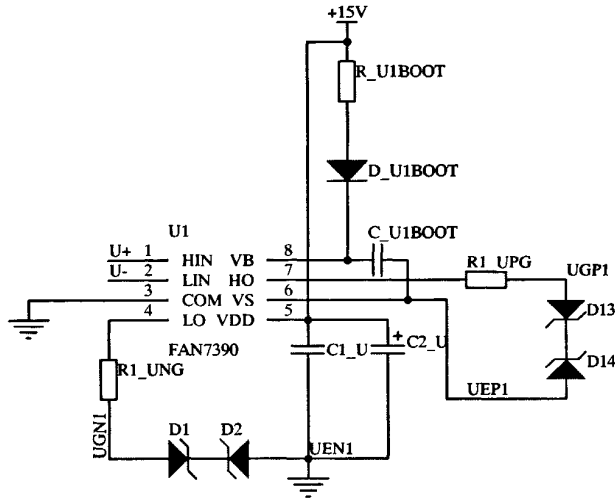 +15V
R_U1BOOT
D_U1BOOT
U1
C_U1BOOT
U+ 1 HIN VB 8
U- 2 LIN HO 7 R1_UPG UGP1
3 COM VS 6 D13
4 LO VDD 5
FAN7390 C1_U + C2_U D14
R1_UNG UEP1
UGN1
D1 D2 UEN1